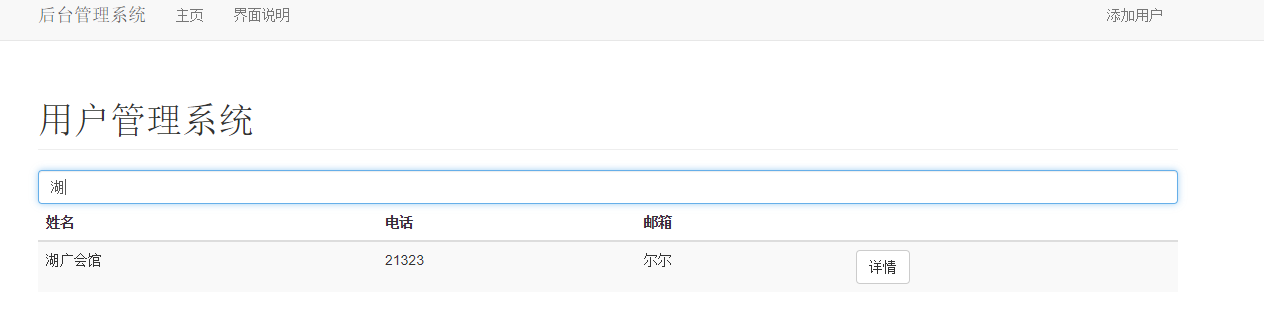 后台管理系统 主页 界面说明 添加用户
用户管理系统
湖
姓名 电话 邮箱
湖广会馆 21323 尔尔 详情